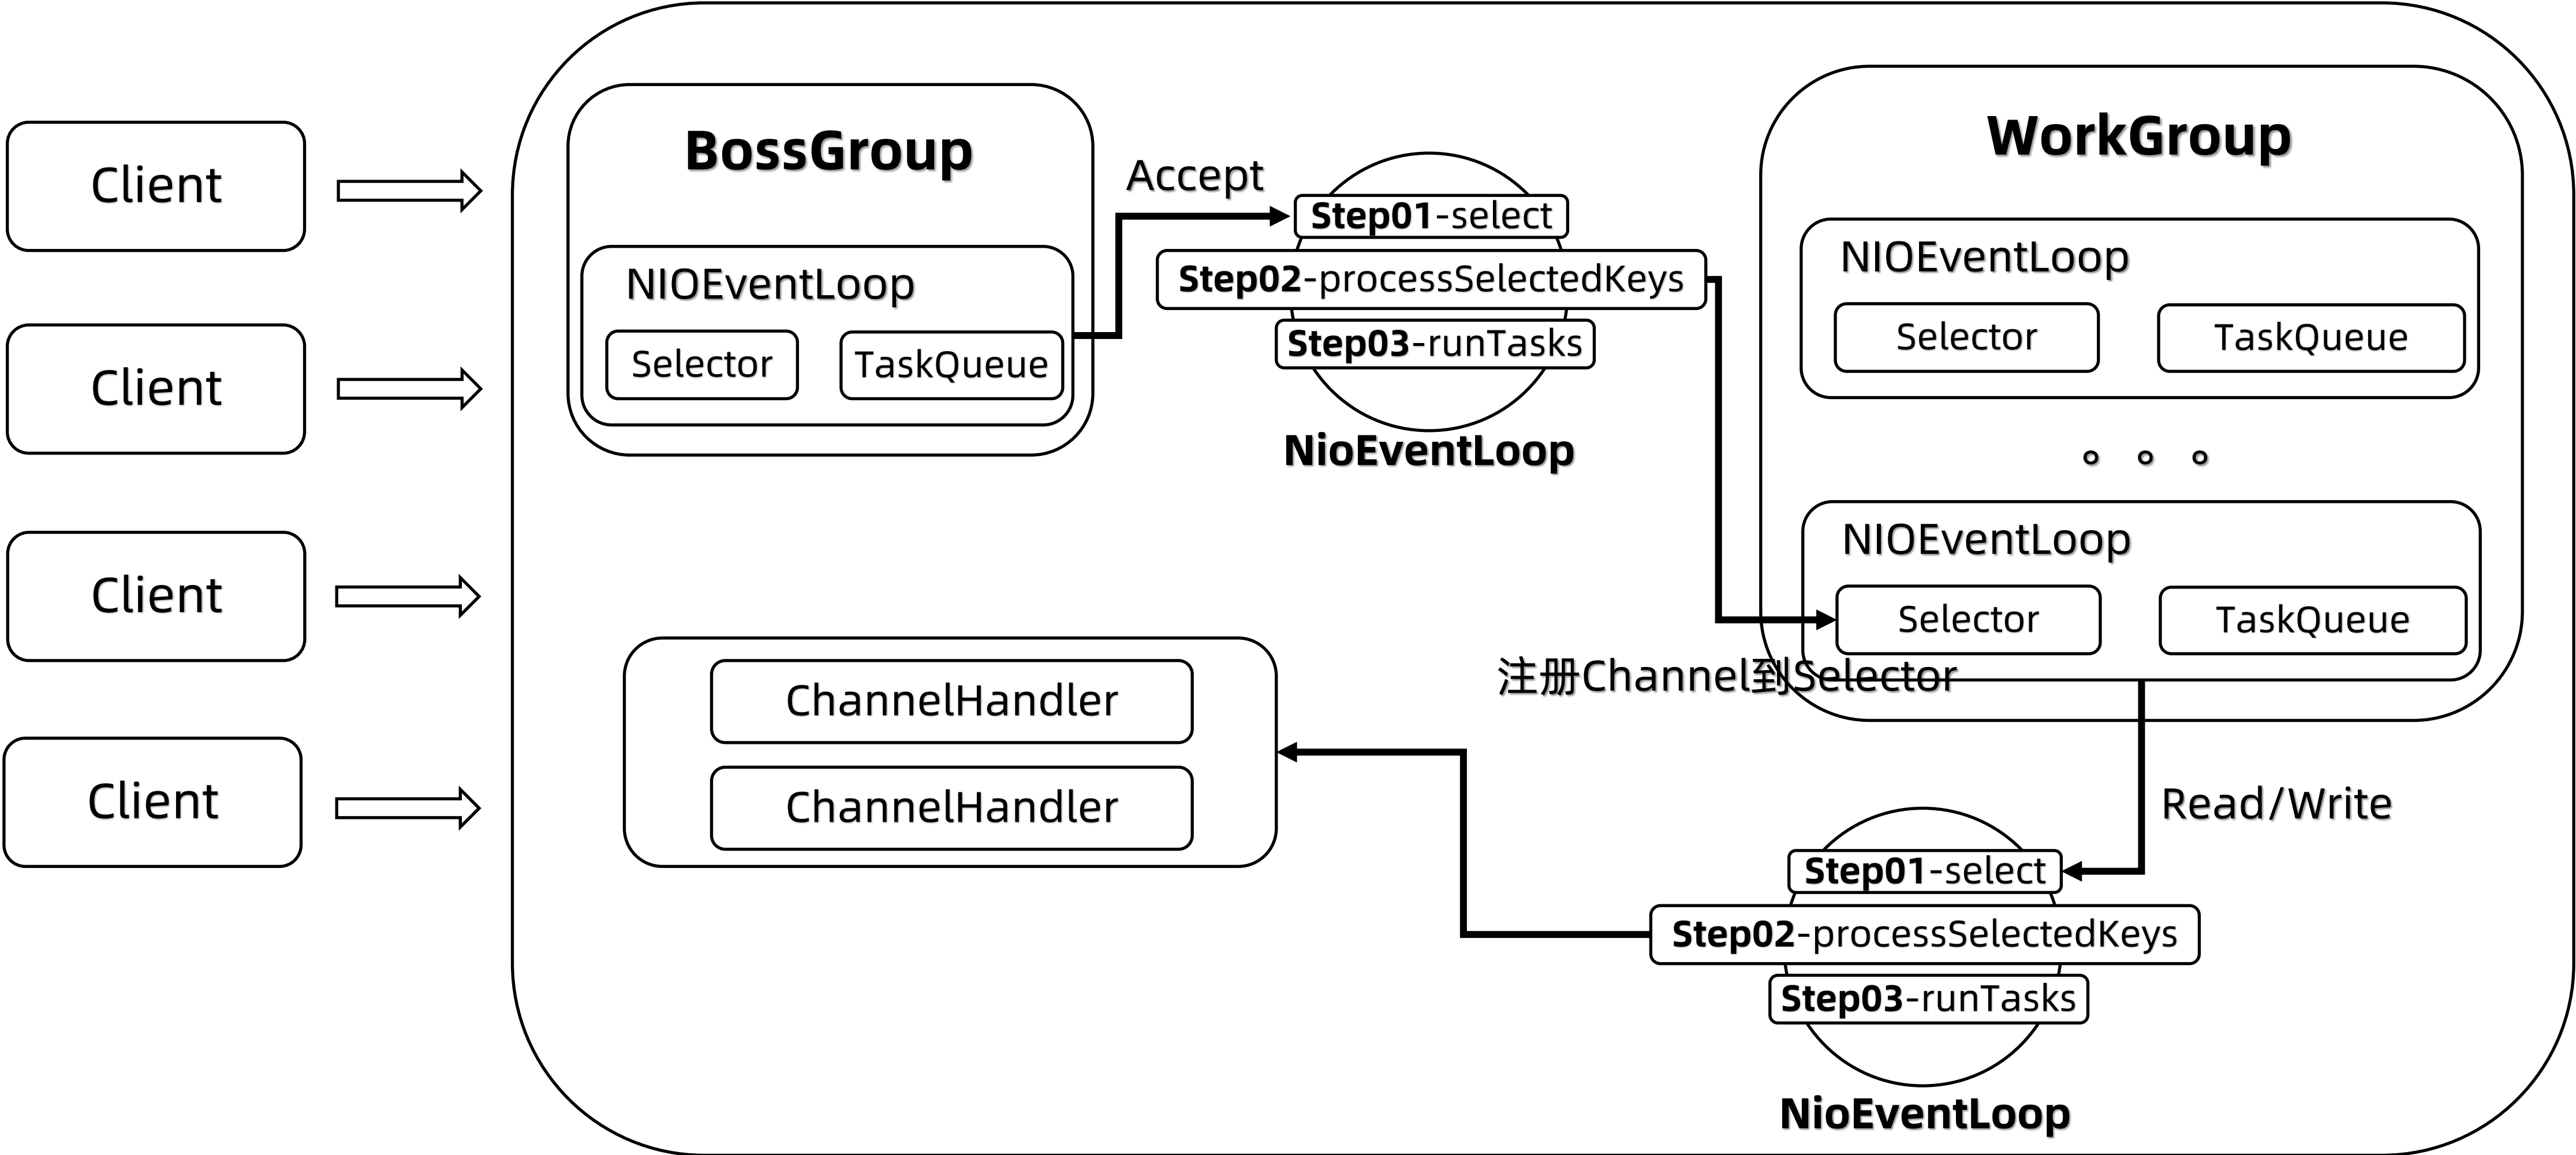 Client
Client
Client
Client
BossGroup
NIOEventLoop
Selector
TaskQueue
Accept
Step01-select
Step02-processSelectedKeys
Step03-runTasks
NioEventLoop
WorkGroup
NIOEventLoop
Selector
TaskQueue
。。。
NIOEventLoop
Selector
TaskQueue
注册Channel到Selector
Read/Write
Step01-select
Step02-processSelectedKeys
Step03-runTasks
NioEventLoop
ChannelHandler
ChannelHandler